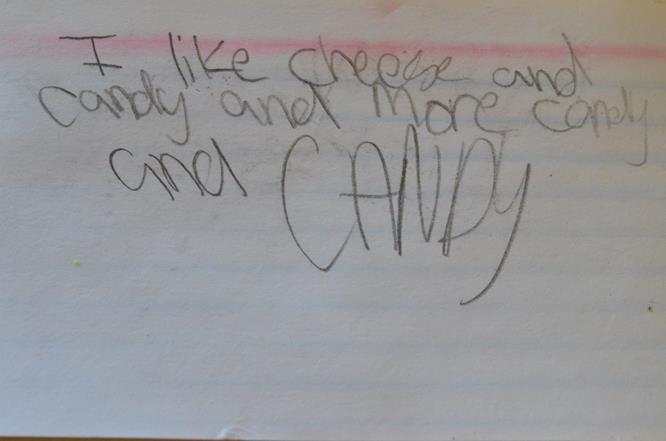 I like cheese and
candy and more candy
and CANDy